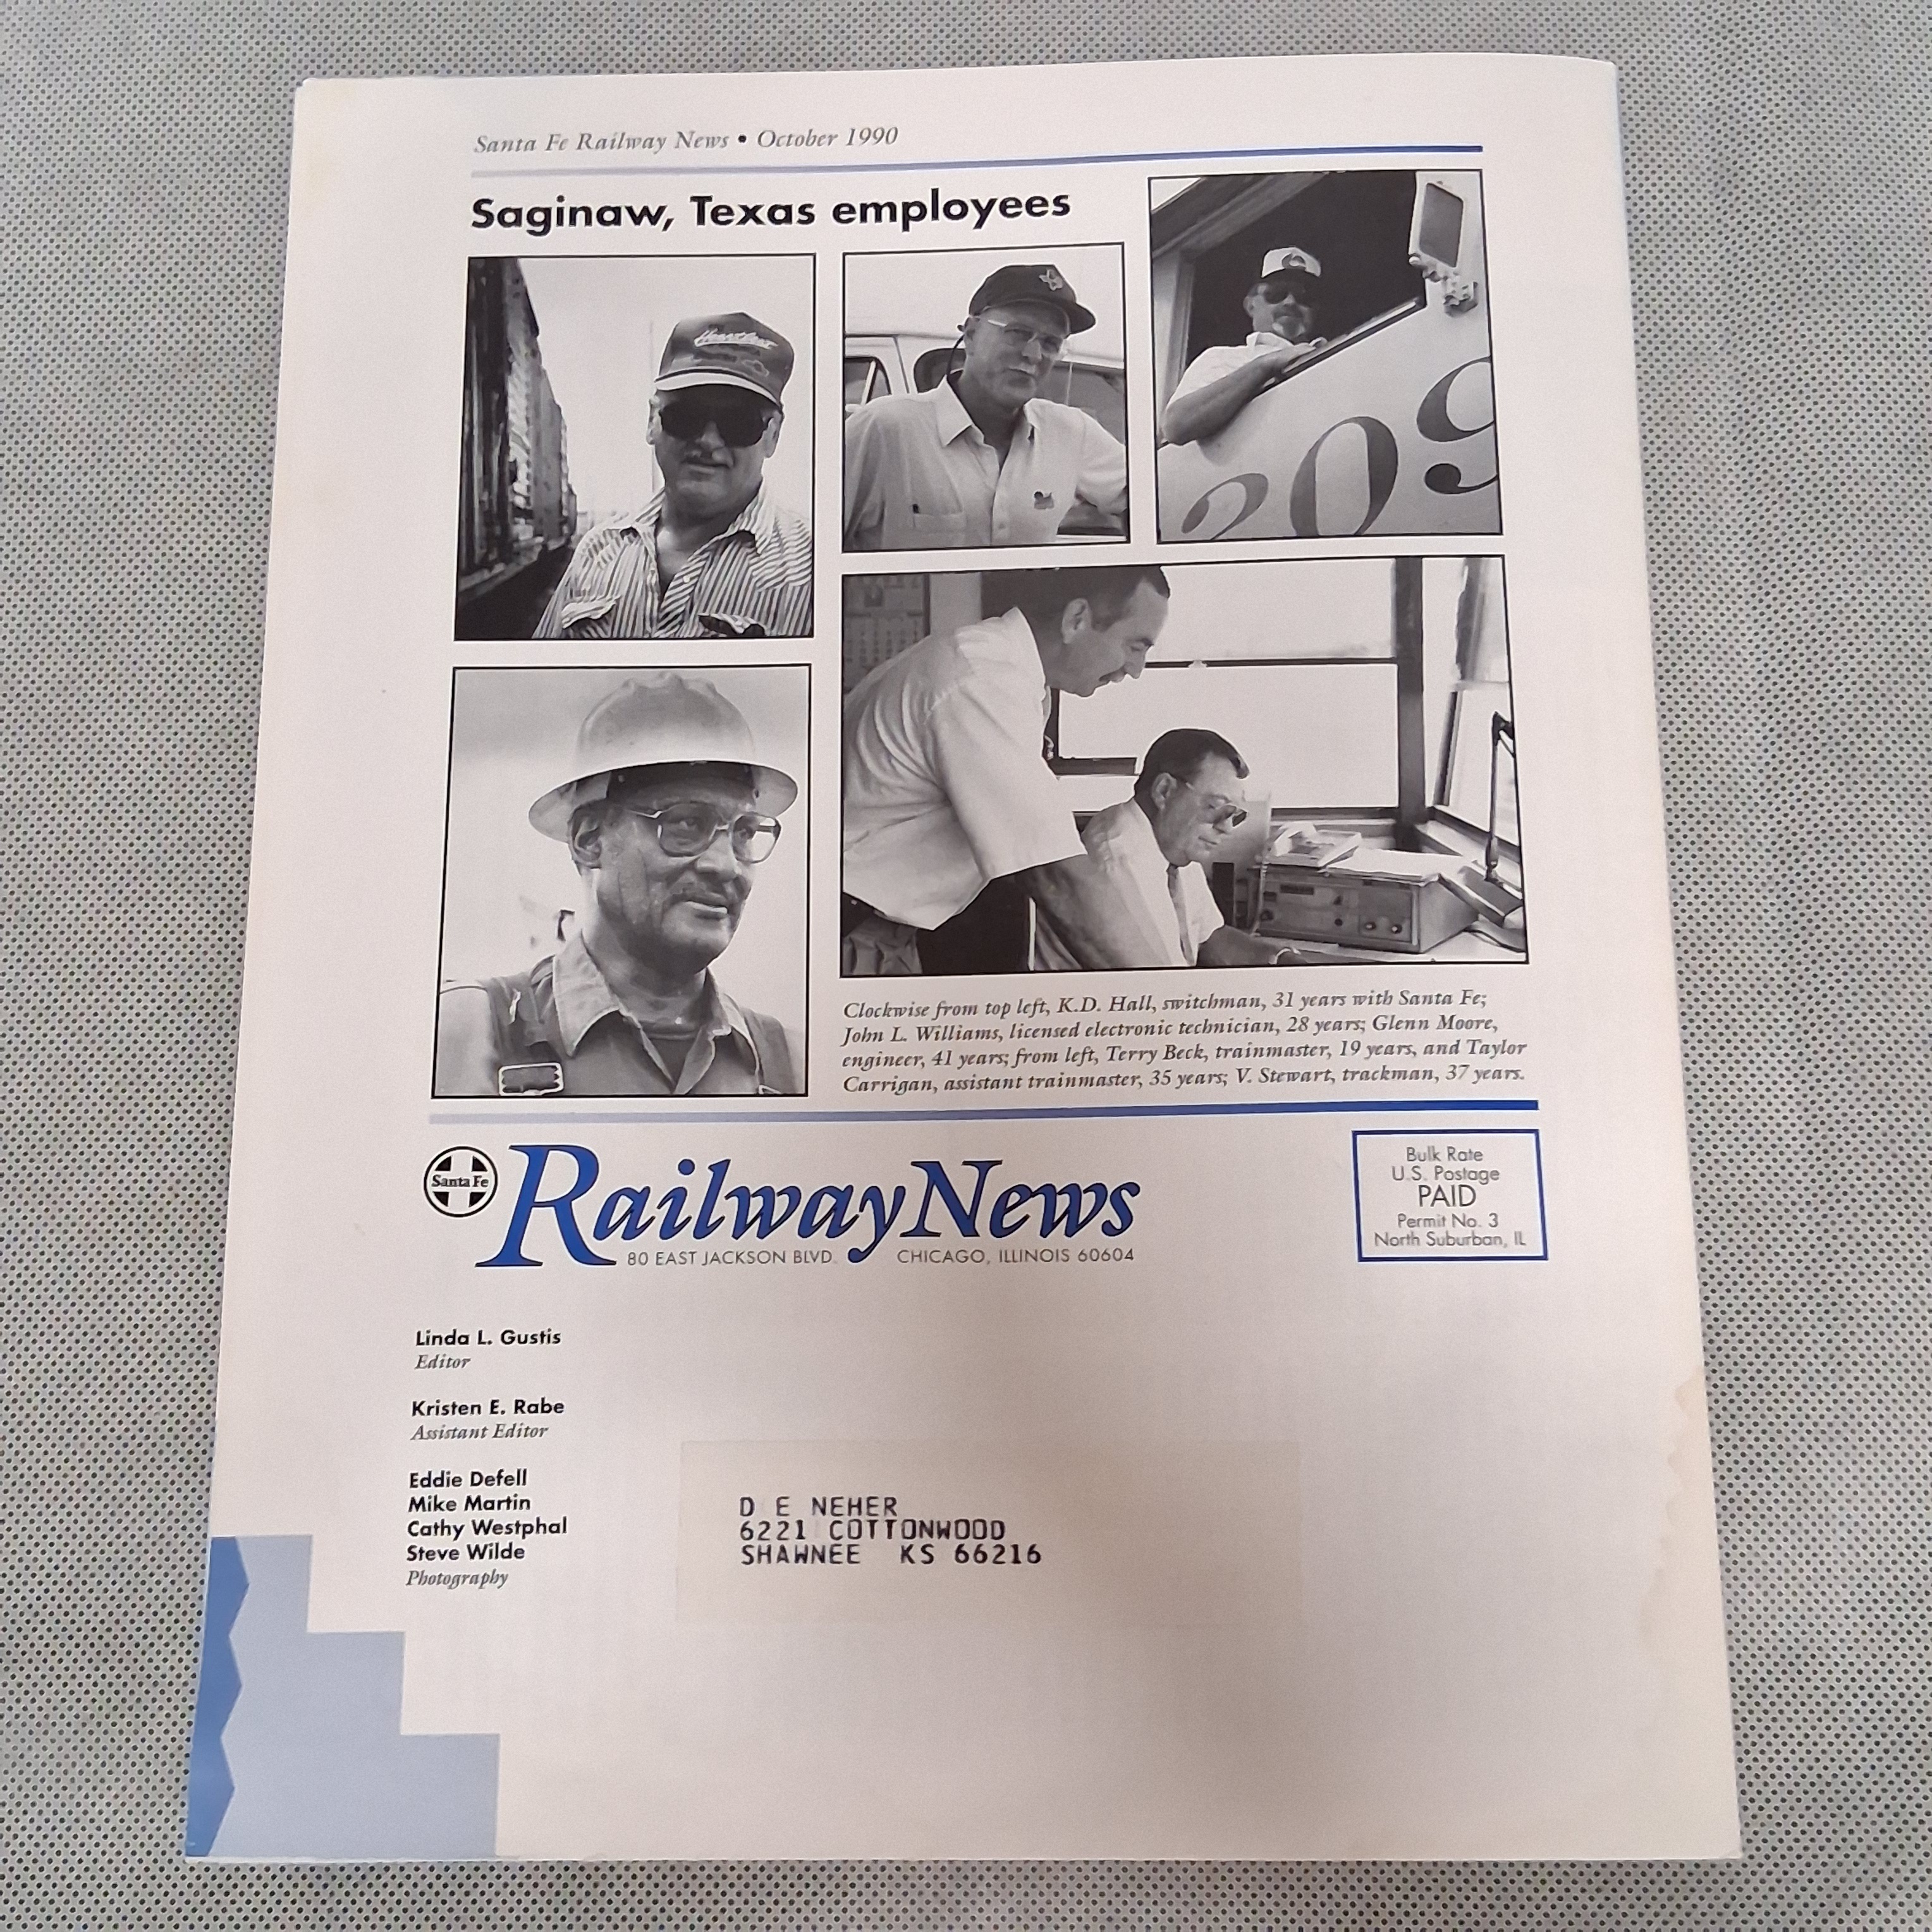 Santa Fe Railway News • October 1990
Saginaw, Texas employees
Heartland
209
Clockwise from top left, K.D. Hall, switchman, 31 years with Santa Fe;
John L. Williams, licensed electronic technician, 28 years; Glenn Moore,
engineer, 41 years; from left, Terry Beck, trainmaster, 19 years, and Taylor
Carrigan, assistant trainmaster, 35 years; V. Stewart, trackman, 37 years.
Santa Fe
Railway News
80 EAST JACKSON BLVD. CHICAGO, ILLINOIS 60604
Bulk Rate
U.S. Postage
PAID
Permit No. 3
North Suburban, IL
Linda L. Gustis
Editor
Kristen E. Rabe
Assistant Editor
Eddie Defell
Mike Martin
Cathy Westphal
Steve Wilde
Photography
D E NEHER
6221 COTTONWOOD
SHAWNEE KS 66216